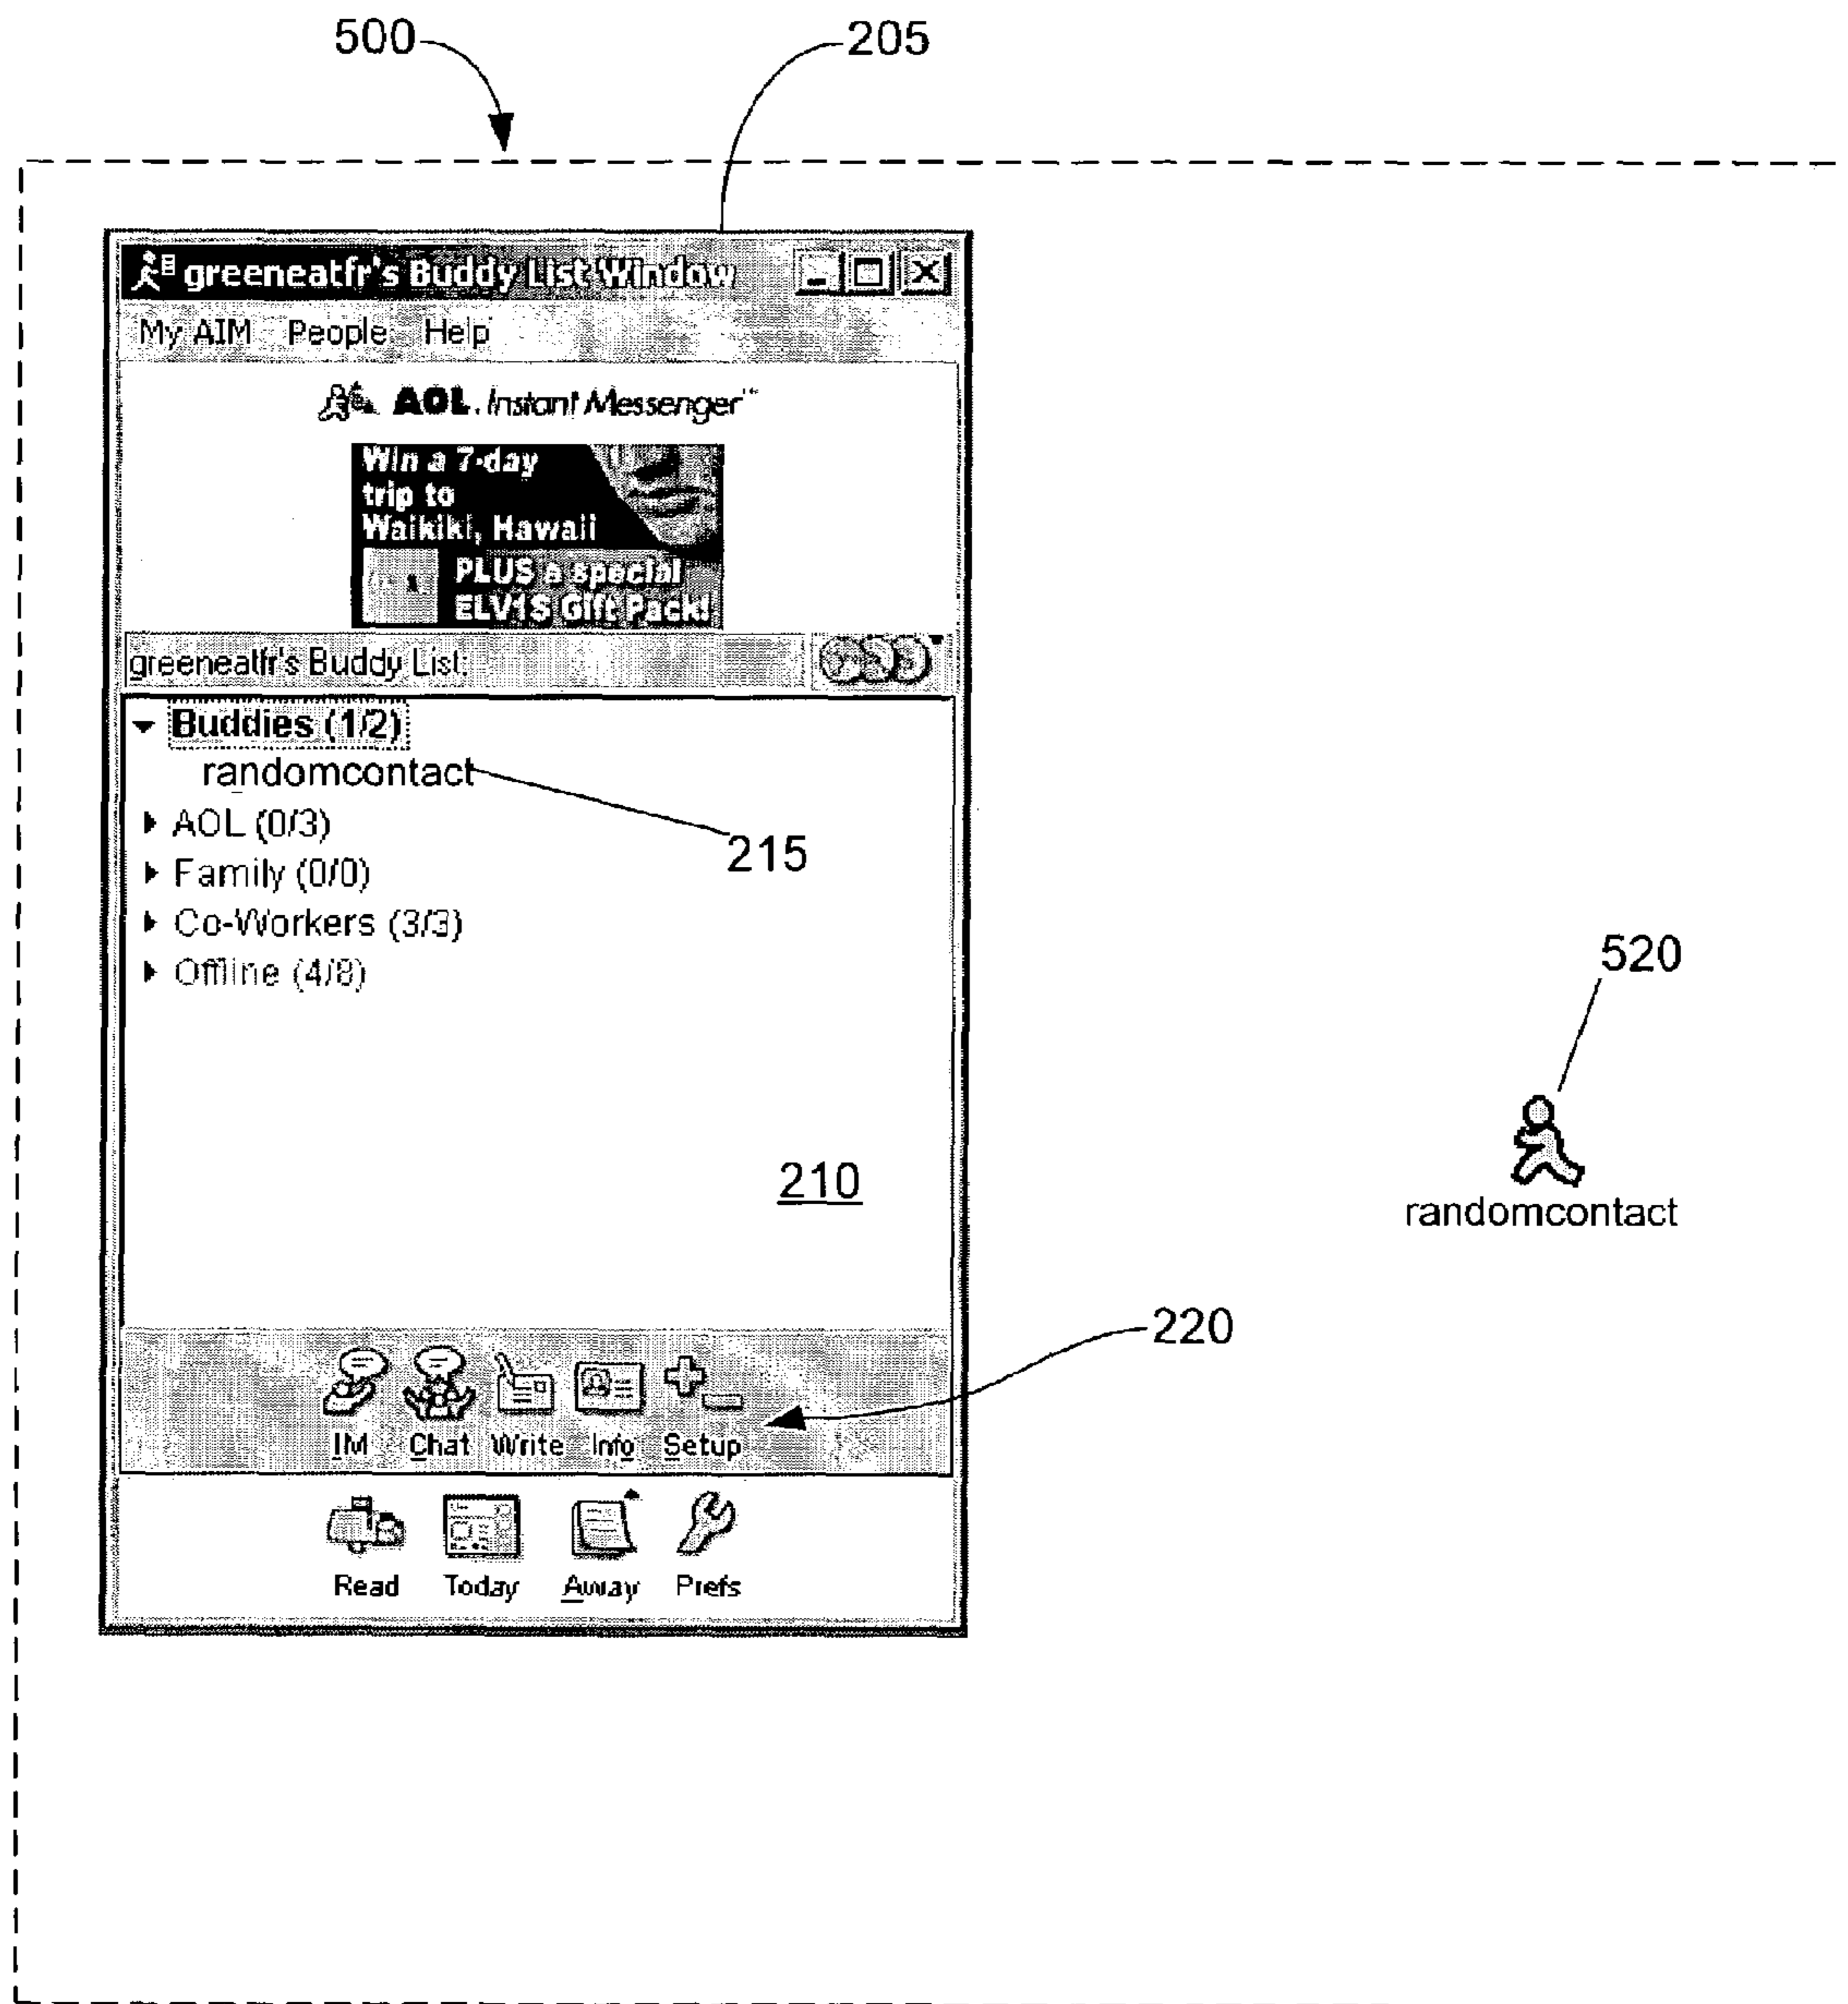 500
205
greeneatfr's Buddy List Window
My AIM People Help
AOL Instant Messenger™
Win a 7-day
trip to
Waikiki, Hawaii
PLUS a special
ELV1S Gift Pack!
greeneatfr's Buddy List:
Buddies (1/2)
randomcontact
AOL (0/3)
215
Family (0/0)
Co-Workers (3/3)
Offline (4/8)
520
210
randomcontact
220
IM Chat Write Info Setup
Read Today Away Prefs